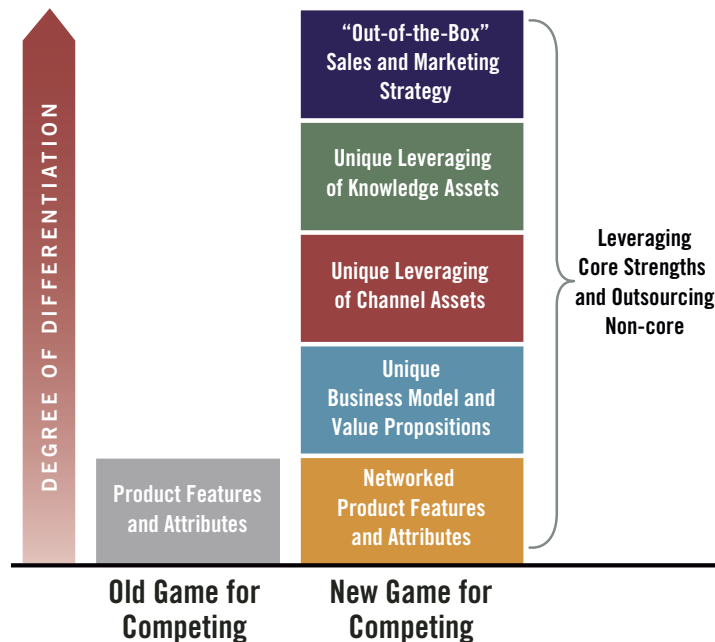 DEGREE OF DIFFERENTIATION
“Out-of-the-Box”
Sales and Marketing
Strategy
Unique Leveraging
of Knowledge Assets
Unique Leveraging
of Channel Assets
Unique
Business Model and
Value Propositions
Networked
Product Features
and Attributes
Product Features
and Attributes
Leveraging
Core Strengths
and Outsourcing
Non-core
Old Game for
Competing
New Game for
Competing